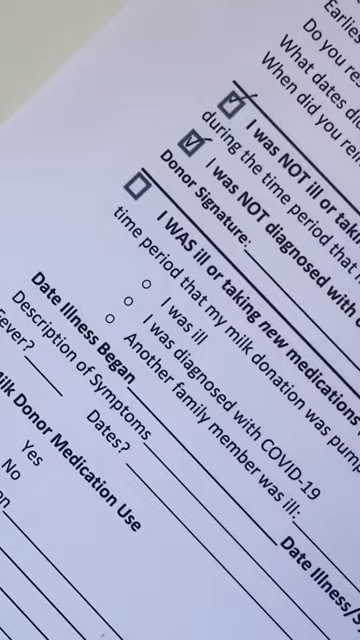 Earlies
Do you re
What dates did
When did you re
I was NOT ill or taki
during the time period that
I was NOT diagnosed with
Donor Signature:
I WAS ill or taking new medications
time period that my milk donation was pum
I was ill
I was diagnosed with COVID-19
Another family member was ill:
Date Illness Began
Date Illness/S
Description of Symptoms
Fever?
Dates?
Milk Donor Medication Use
Yes
No
on